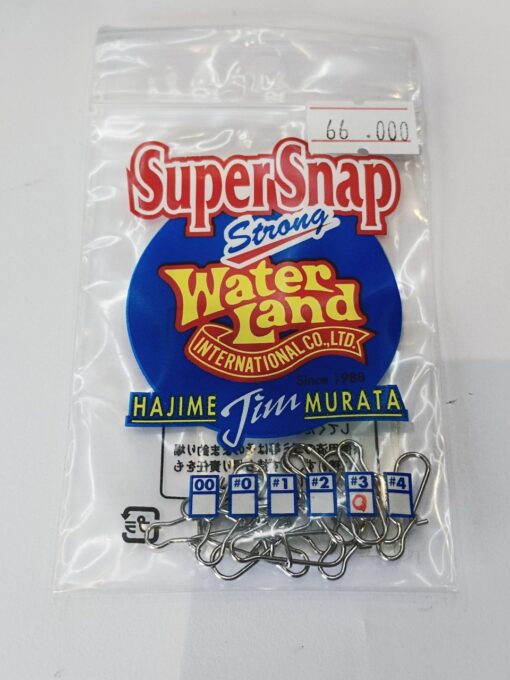 66 .000
SuperSnap
Strong
Water
Land
INTERNATIONAL CO.,LTD.
Since 1988
HAJIME Jim MURATA
00 #0 #1 #2 #3 #4